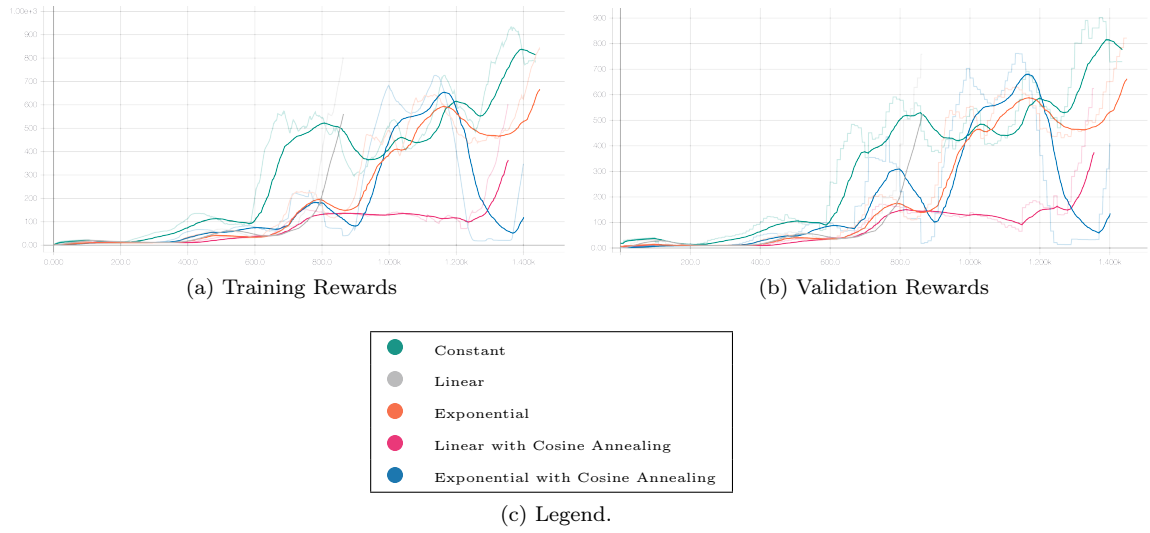 1.00e+3
800
700
600
500
400
300
200
100
0.00
0.000 200.0 400.0 600.0 800.0 1.000k 1.200k 1.400k
900
800
700
600
500
400
300
200
100
0.00
200.0 400.0 600.0 800.0 1.000k 1.200k 1.400k
(a) Training Rewards
(b) Validation Rewards
Constant
Linear
Exponential
Linear with Cosine Annealing
Exponential with Cosine Annealing
(c) Legend.